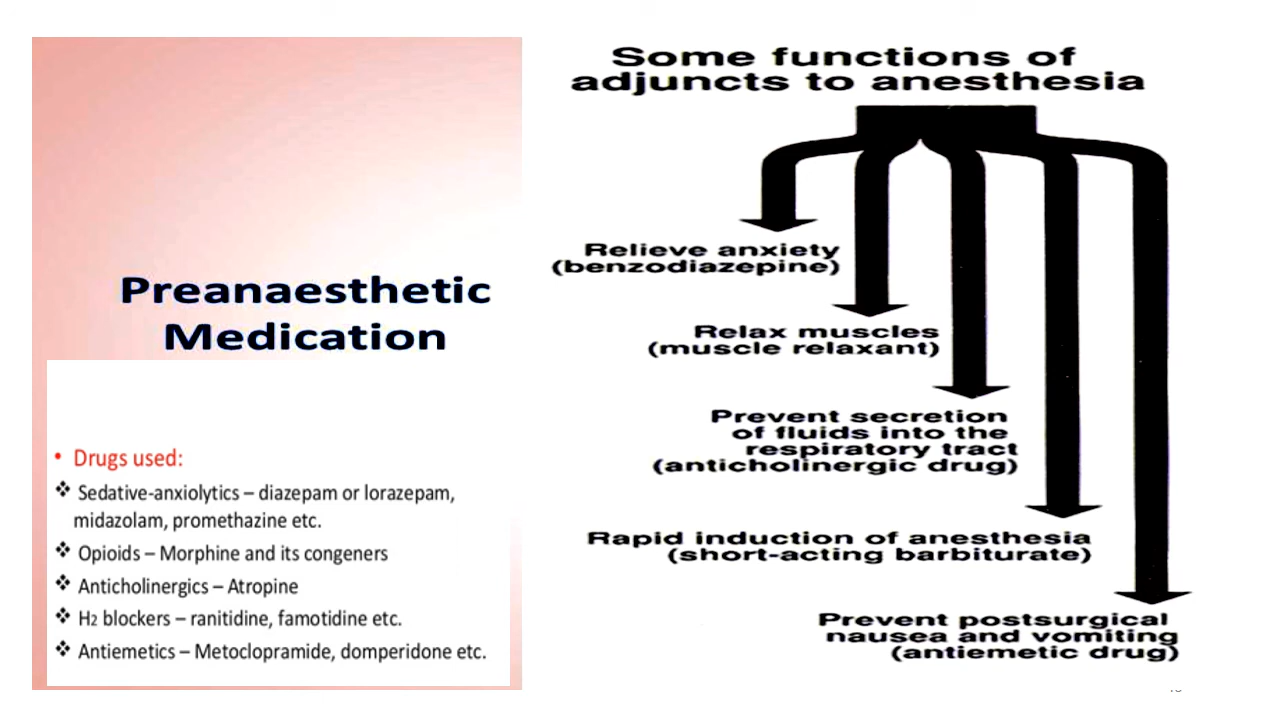 Preanaesthetic
Medication
• Drugs used:
❖ Sedative-anxiolytics – diazepam or lorazepam,
midazolam, promethazine etc.
❖ Opioids – Morphine and its congeners
❖ Anticholinergics – Atropine
❖ H2 blockers – ranitidine, famotidine etc.
❖ Antiemetics – Metoclopramide, domperidone etc.
Some functions of
adjuncts to anesthesia
Relieve anxiety
(benzodiazepine)
Relax muscles
(muscle relaxant)
Prevent secretion
of fluids into the
respiratory tract
(anticholinergic drug)
Rapid induction of anesthesia
(short-acting barbiturate)
Prevent postsurgical
nausea and vomiting
(antiemetic drug)